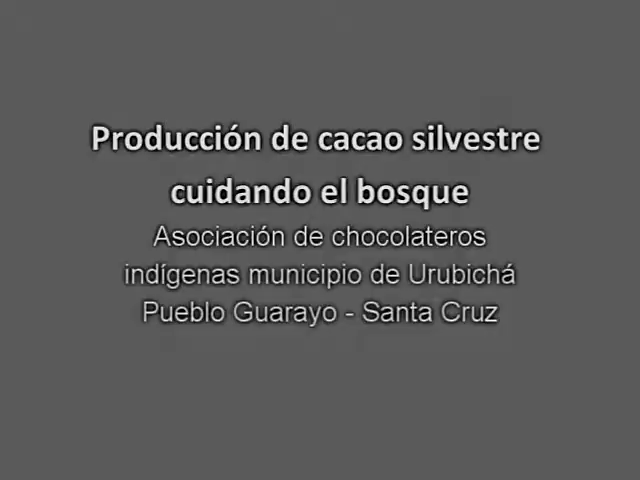 Producción de cacao silvestre
cuidando el bosque
Asociación de chocolateros
indígenas municipio de Urubichá
Pueblo Guarayo - Santa Cruz